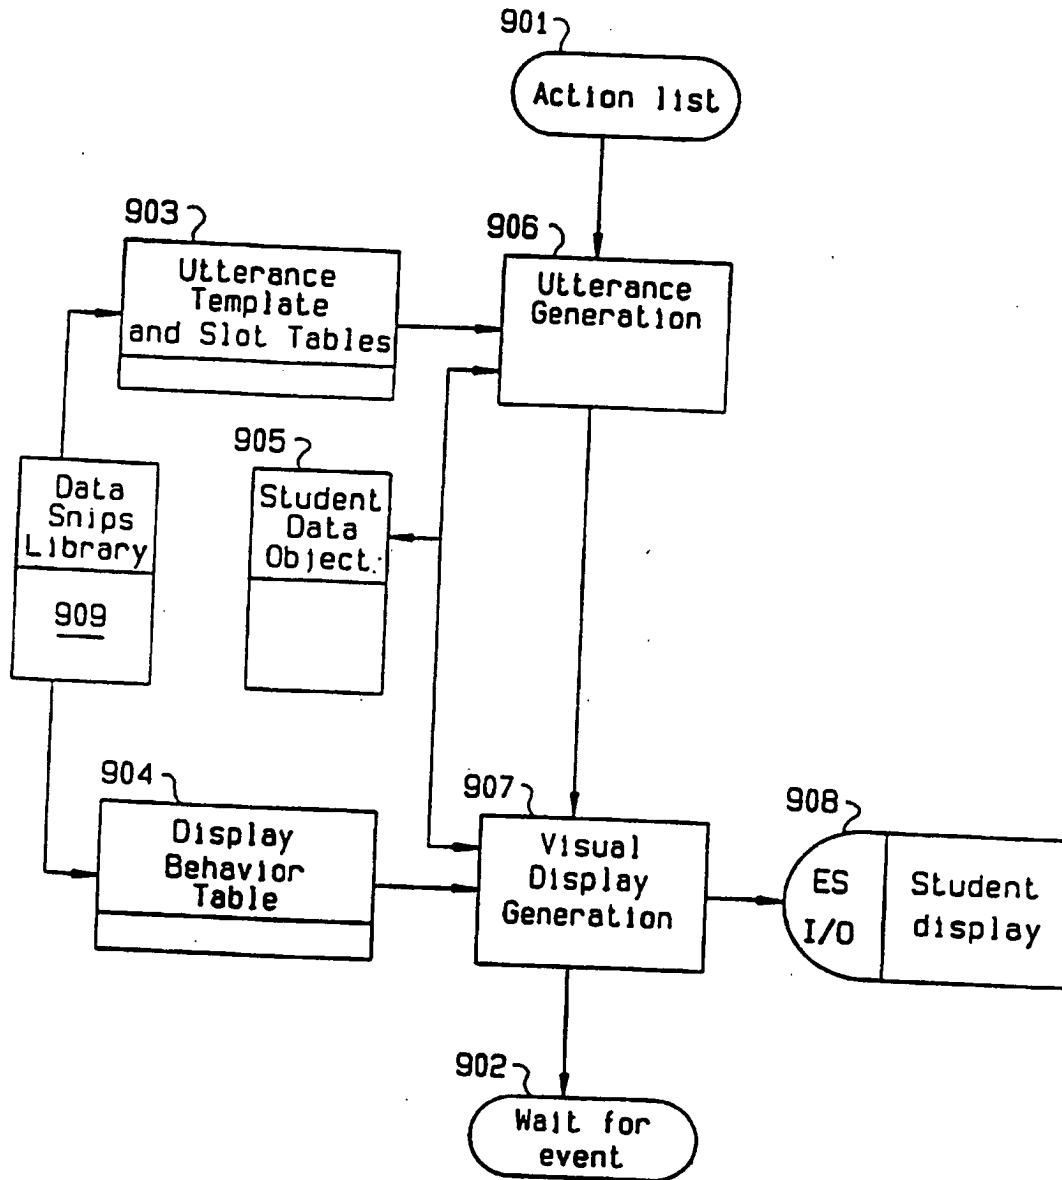 901
Action list
903
Utterance
Template
and Slot Tables
906
Utterance
Generation
905
Student
Data
Object
Data
Snips
Library
909
904
Display
Behavior
Table
907
Visual
Display
Generation
908
ES
I/O
Student
display
902
Wait for
event